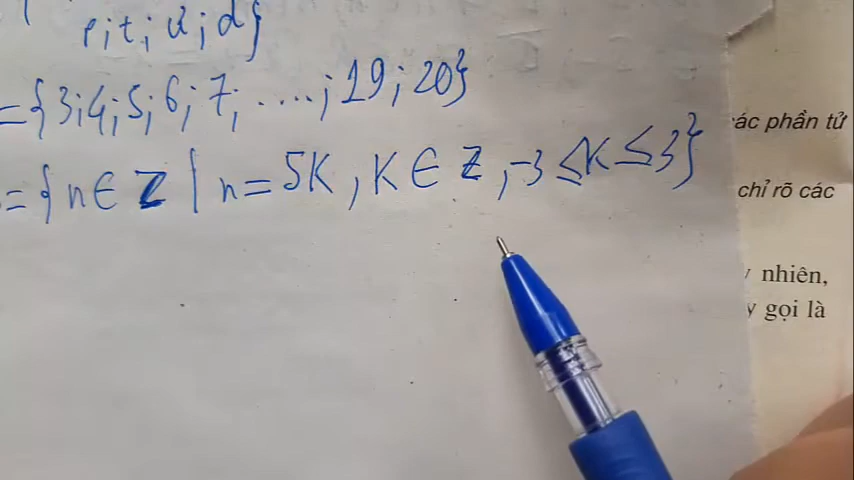 r; t; ư; d}
={3;4;5;6;7;....;19;20}
={n∈Z | n=5K, K∈Z, -3≤K≤3}
ác phần tử
chỉ rõ các
nhiên,
y gọi là